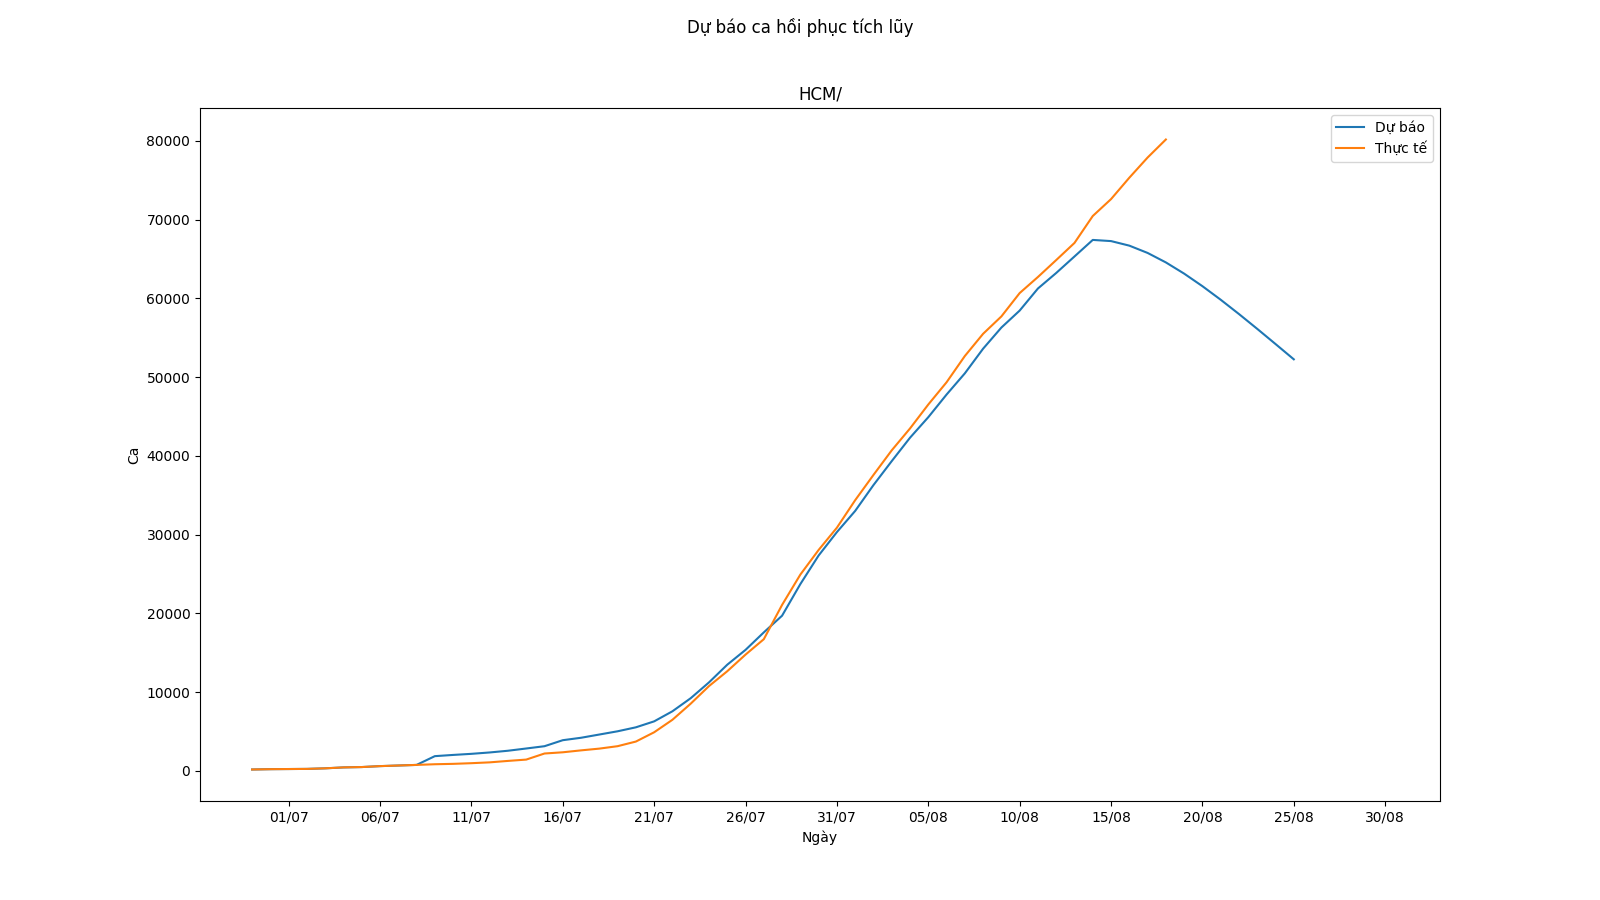 Dự báo ca hồi phục tích lũy
HCM/
Dự báo
Thực tế
80000
70000
60000
50000
40000
30000
20000
10000
0
Ca
01/07 06/07 11/07 16/07 21/07 26/07 31/07 05/08 10/08 15/08 20/08 25/08 30/08
Ngày